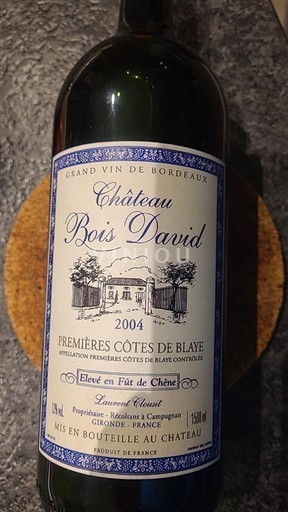 GRAND VIN DE BORDEAUX
Château
Bois David
2004
PREMIÈRES CÔTES DE BLAYE
APPELLATION PREMIÈRES CÔTES DE BLAYE CONTRÔLÉE
Elevé en Fût de Chêne
Laurent Clousit
12% vol.
Propriétaire - Récoltant à Campugnan
1500 ml
GIRONDE - FRANCE
MIS EN BOUTEILLE AU CHATEAU
PRODUIT DE FRANCE